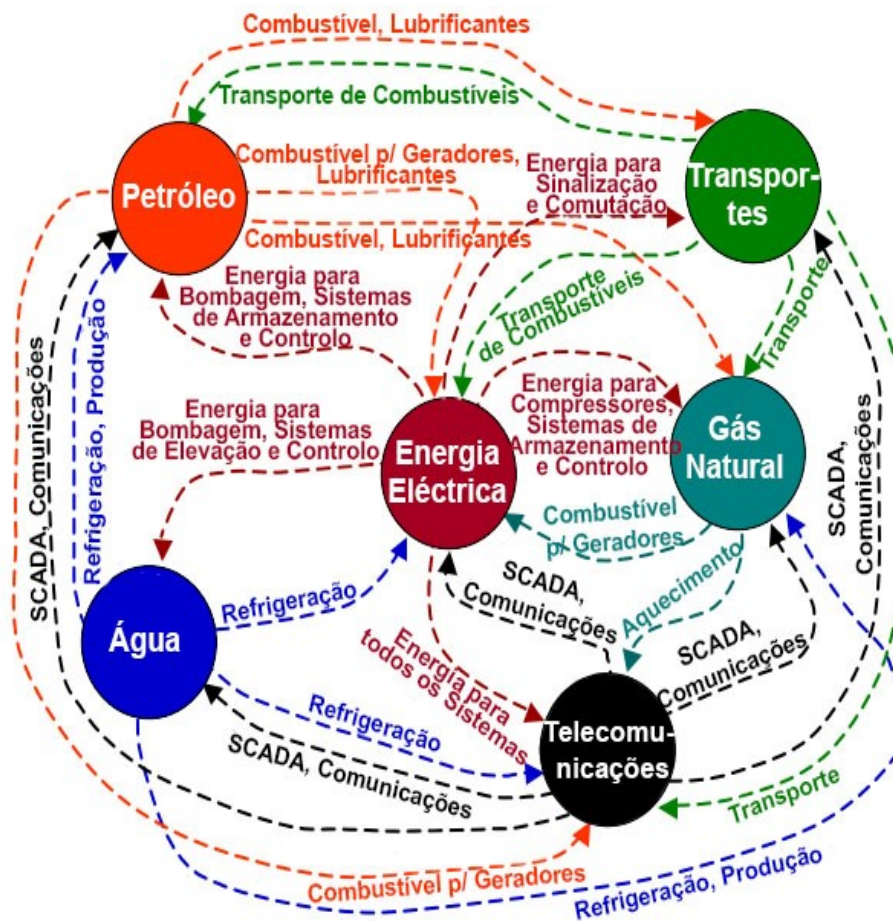 Combustível, Lubrificantes
Transporte de Combustíveis
Petróleo
Combustível p/ Geradores,
Lubrificantes
Energia para
Sinalização
e Comutação
Transpor-
tes
Combustível, Lubrificantes
Energia para
Bombagem, Sistemas
de Armazenamento
e Controlo
Transporte
de Combustíveis
Transporte
SCADA, Comunicações
Refrigeração, Produção
Energia para
Bombagem, Sistemas
de Elevação e Controlo
Energia
Eléctrica
Energia para
Compressores,
Sistemas de
Armazenamento
e Controlo
Gás
Natural
SCADA,
Comunicações
Combustível
p/ Geradores
Água
Refrigeração
SCADA,
Comunicações
Aquecimento
SCADA,
Comunicações
Energía para
todos os Sistemas
Refrigeração
SCADA, Comunicações
Telecomu-
nicações
Transporte
Combustível p/ Geradores
Refrigeração, Produção